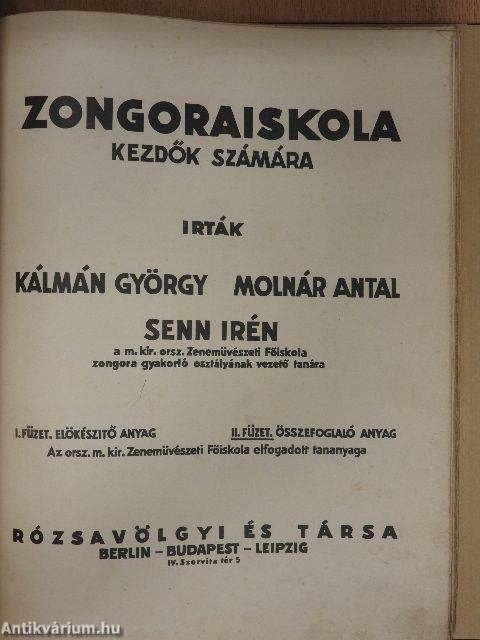 ZONGORAISKOLA
KEZDŐK SZÁMÁRA
IRTÁK
KÁLMÁN GYÖRGY MOLNÁR ANTAL
SENN IRÉN
a m. kir. orsz. Zeneművészeti Főiskola
zongora gyakorló osztályának vezető tanára
I. FÜZET. ELŐKÉSZITŐ ANYAG II. FÜZET. ÖSSZEFOGLALÓ ANYAG
Az orsz. m. kir. Zeneművészeti Főiskola elfogadott tananyaga
RÓZSAVÖLGYI ÉS TÁRSA
BERLIN – BUDAPEST – LEIPZIG
IV. Szervita tér 5
Antikvárium.hu